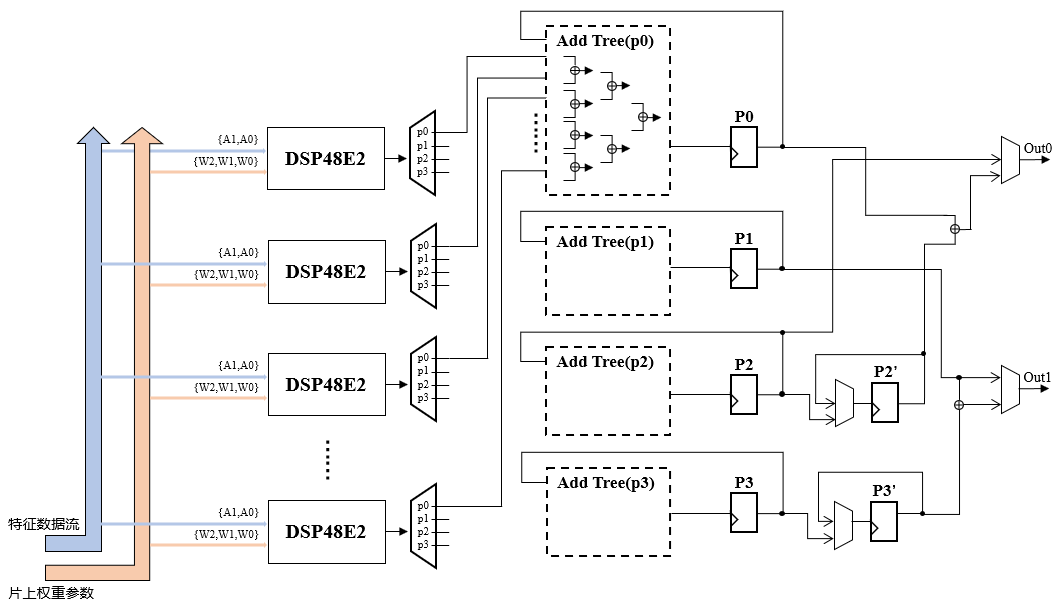 Add Tree(p0)
P0
{A1,A0}
{W2,W1,W0}
DSP48E2
p0
p1
p2
p3
Out0
Add Tree(p1)
P1
{A1,A0}
{W2,W1,W0}
DSP48E2
p0
p1
p2
p3
Add Tree(p2)
P2
P2’
Out1
{A1,A0}
{W2,W1,W0}
DSP48E2
p0
p1
p2
p3
Add Tree(p3)
P3
P3’
{A1,A0}
{W2,W1,W0}
DSP48E2
p0
p1
p2
p3
特征数据流
片上权重参数